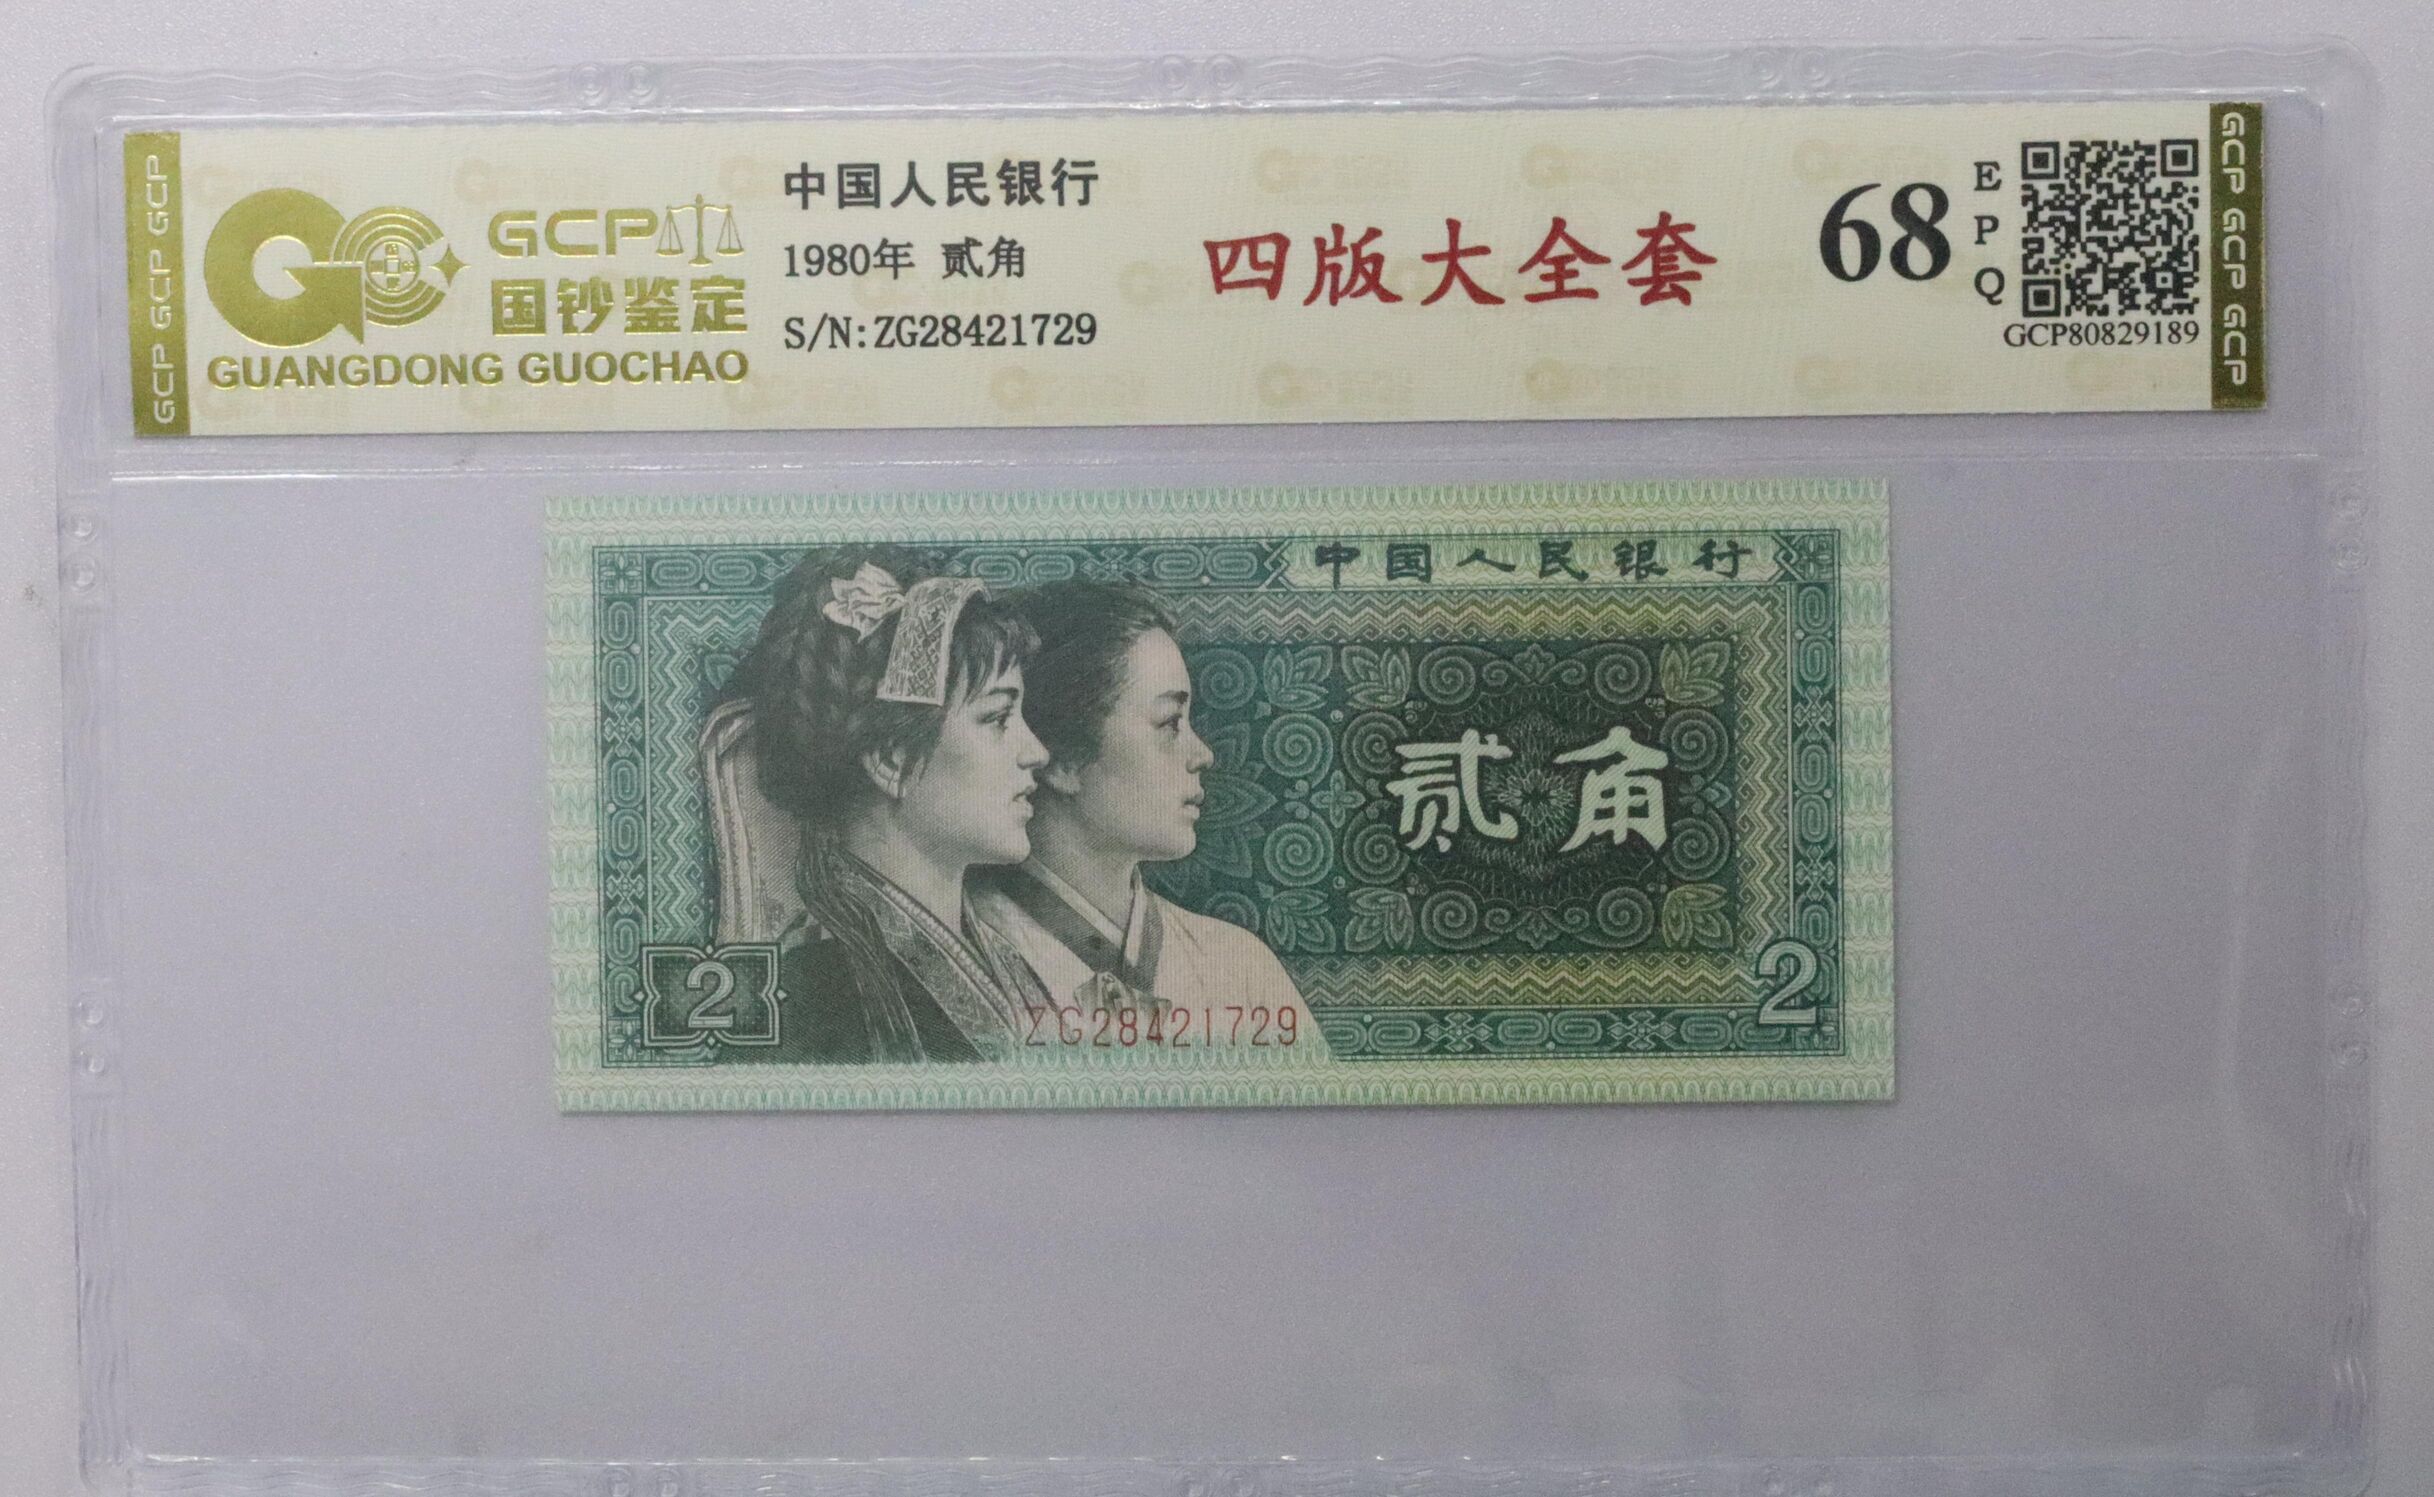 GCP GCP GCP GCP
GCP
国钞鉴定
GUANGDONG GUOCHAO
中国人民银行
1980年 贰角
S/N:ZG28421729
四版大全套
68
EPQ
GCP80829189
GCP GCP GCP
中国人民银行
贰角
2
2
ZG28421729